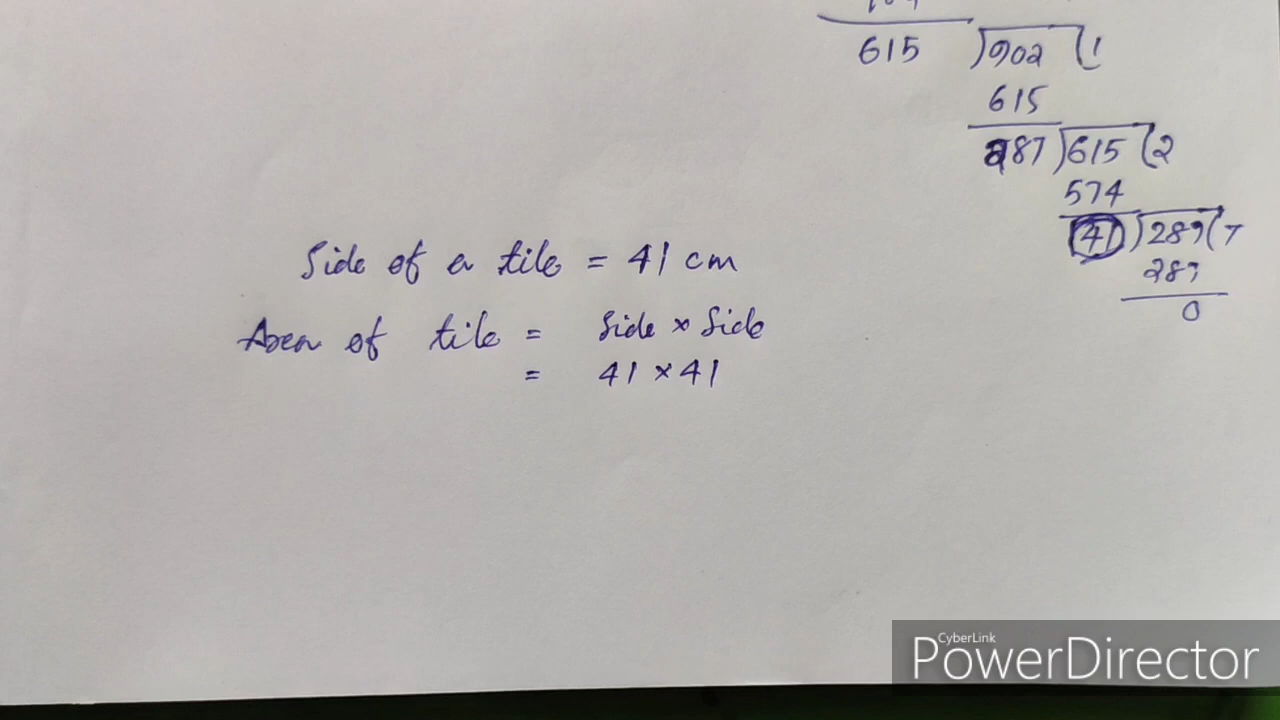 615 )902 (1
615
287 )615 (2
574
41 )287 (7
287
0
Side of a tile = 41 cm
Area of tile = Side × Side
= 41 × 41
CyberLink
PowerDirector